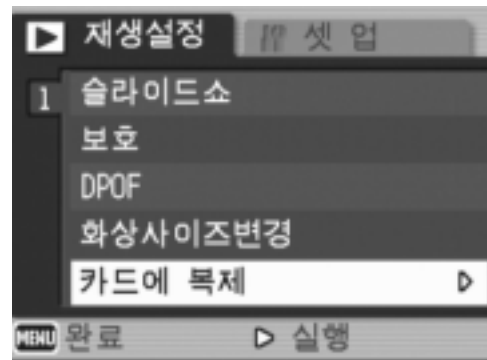 재생설정 셋 업
1 슬라이드쇼
보호
DPOF
화상사이즈변경
카드에 복제
MENU 완료 실행